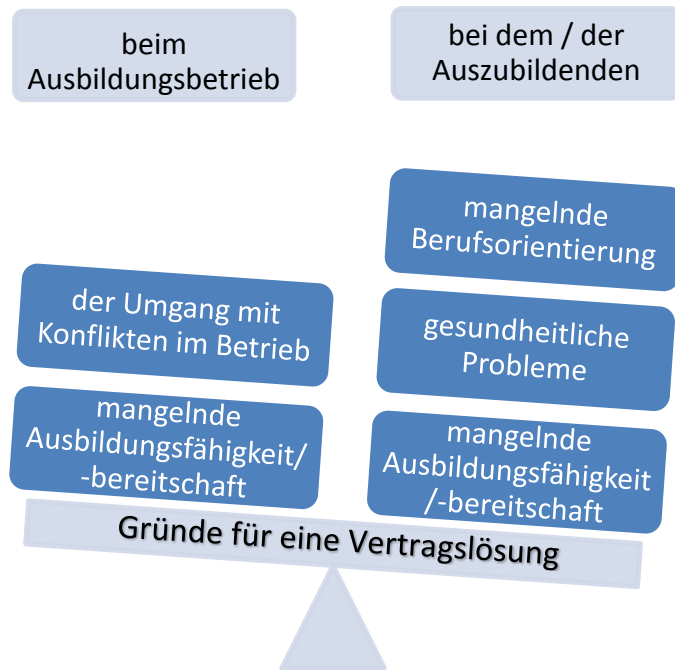 beim
Ausbildungsbetrieb
bei dem / der
Auszubildenden
mangelnde
Berufsorientierung
der Umgang mit
Konflikten im Betrieb
gesundheitliche
Probleme
mangelnde
Ausbildungsfähigkeit/
-bereitschaft
mangelnde
Ausbildungsfähigkeit
/-bereitschaft
Gründe für eine Vertragslösung